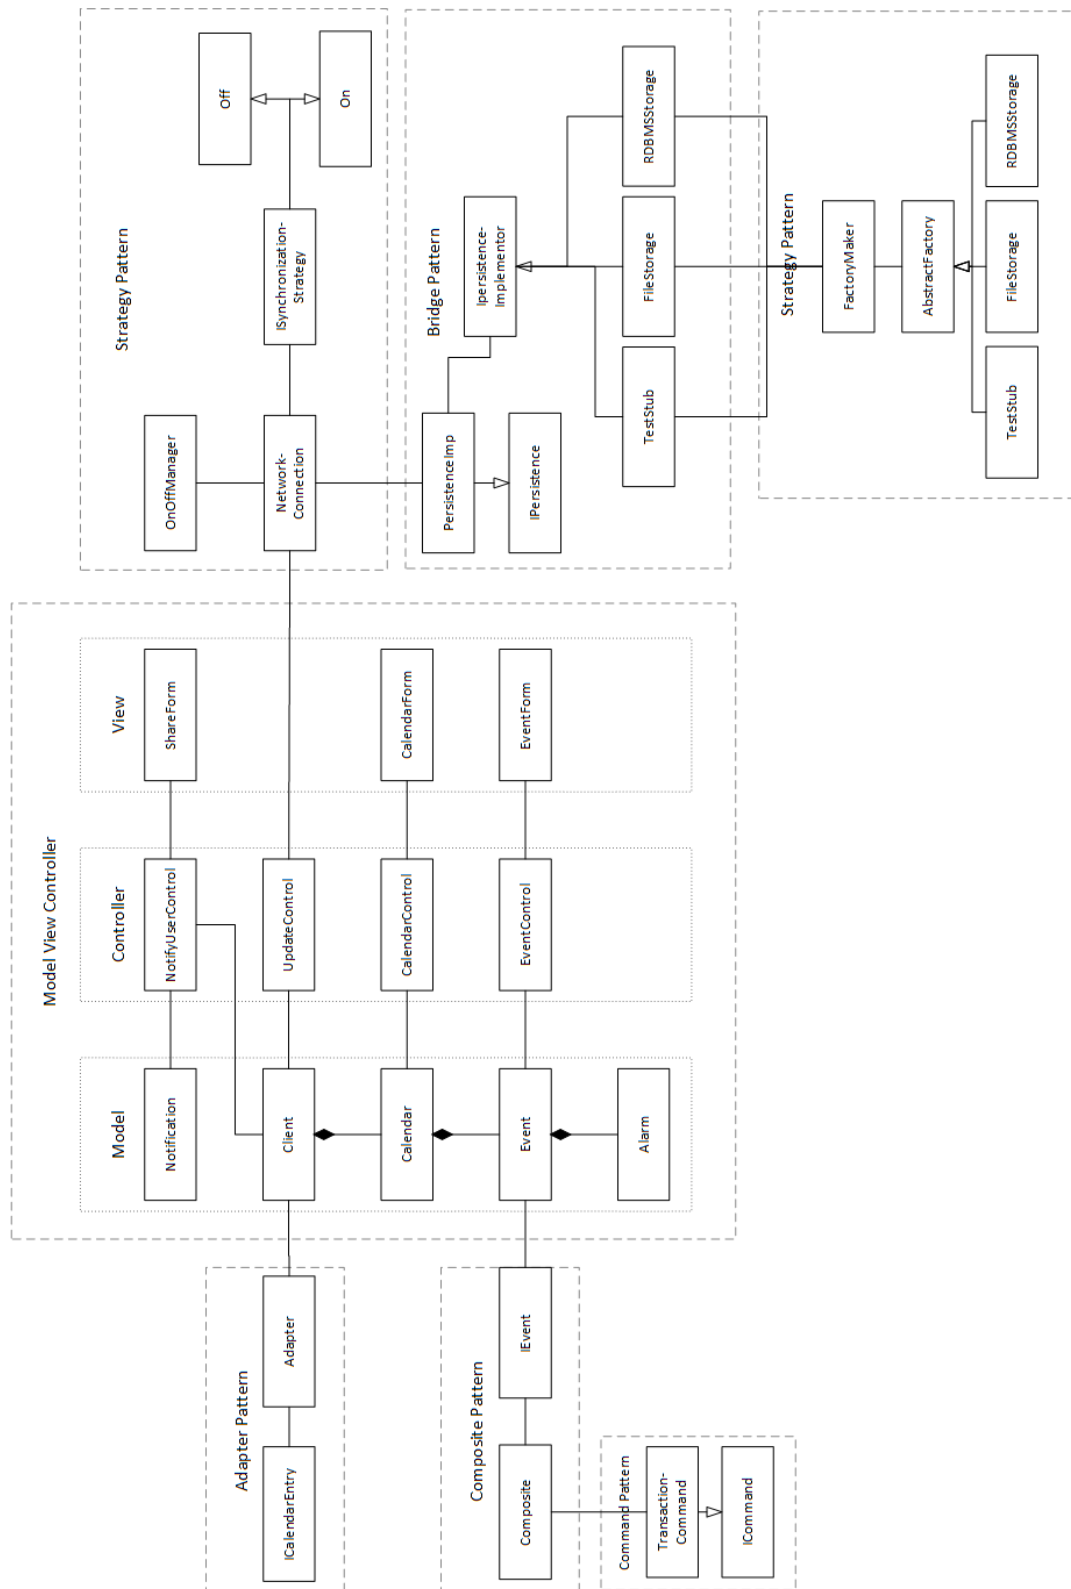 Adapter Pattern
ICalendarEntry
Adapter
Composite Pattern
Composite
IEvent
Command Pattern
Transaction-
Command
ICommand
Model View Controller
Model
Controller
View
Notification
NotifyUserControl
ShareForm
Client
UpdateControl
Calendar
CalendarControl
CalendarForm
Event
EventControl
EventForm
Alarm
Strategy Pattern
OnOffManager
Network-
Connection
ISynchronization-
Strategy
Off
On
Bridge Pattern
PersistenceImp
IPersistence
Ipersistence-
Implementor
TestStub
FileStorage
RDBMSStorage
Strategy Pattern
FactoryMaker
AbstractFactory
TestStub
FileStorage
RDBMSStorage